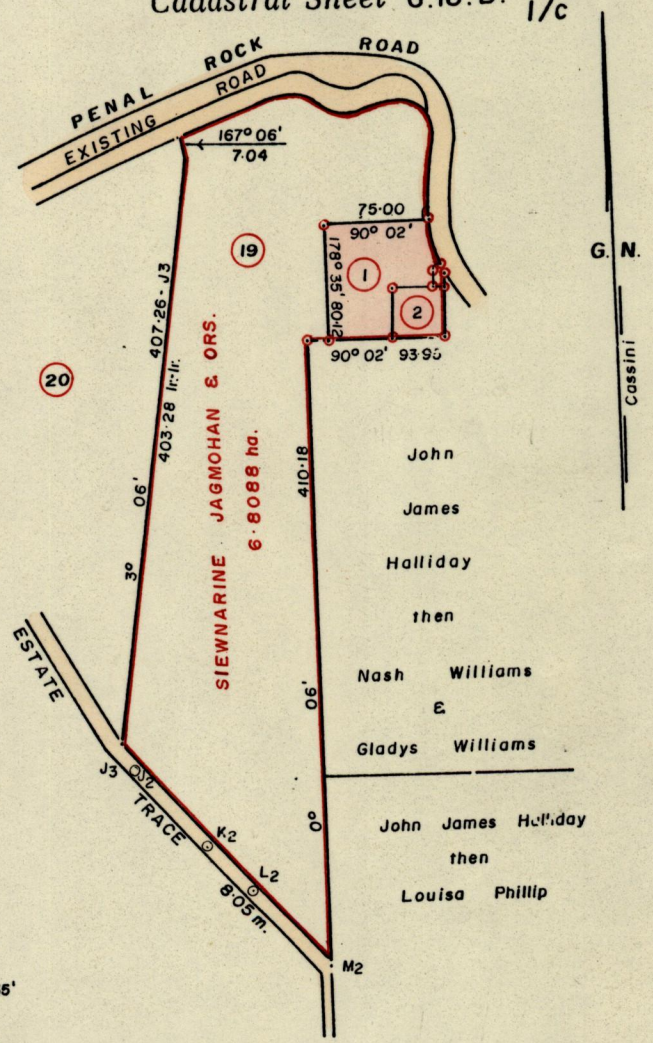 Cadastral Sheet
1/c
PENAL ROCK ROAD
EXISTING ROAD
167° 06'
7·04
75·00
90° 02'
G. N.
19
1
178° 35' 80·12
2
90° 02' 93·95
Cassini
407·26 - J3
403·28 Ir:-Ir.
3° 06'
20
SIEWNARINE JAGMOHAN & ORS.
6·8088 ha.
410·18
0° 06'
John
James
Halliday
then
Nash Williams
&
Gladys Williams
ESTATE TRACE
J3
K2
L2
8·05 m.
M2
John James Halliday
then
Louisa Phillip
5'